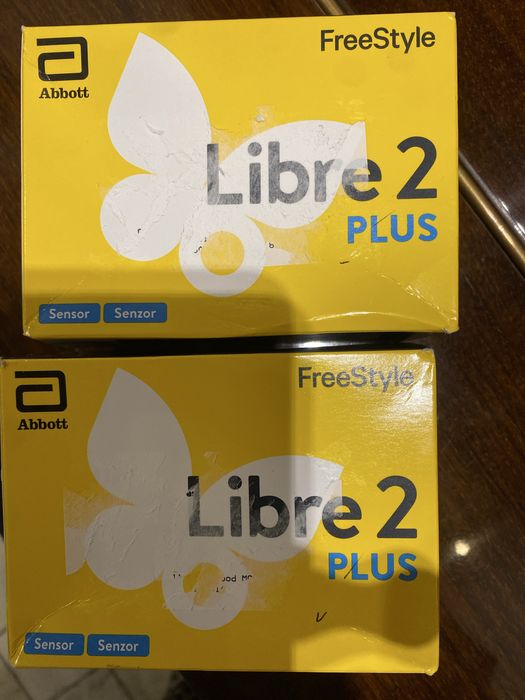 Abbott
FreeStyle
Libre 2
PLUS
Sensor Senzor
Abbott
FreeStyle
Libre 2
PLUS
Sensor Senzor